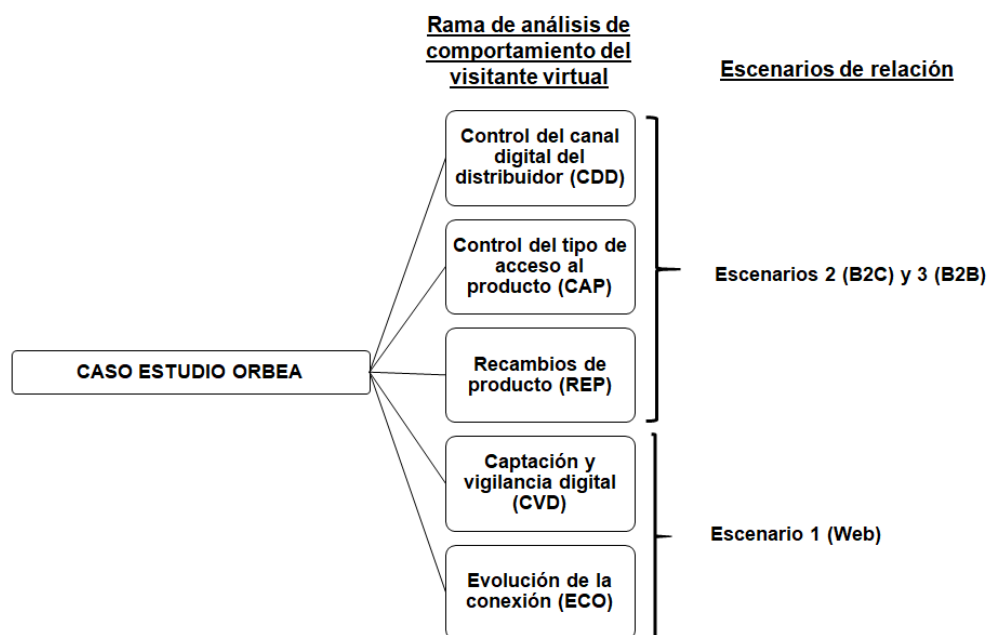 Rama de análisis de
comportamiento del
visitante virtual
Escenarios de relación
Control del canal
digital del
distribuidor (CDD)
Control del tipo de
acceso al
producto (CAP)
Escenarios 2 (B2C) y 3 (B2B)
CASO ESTUDIO ORBEA
Recambios de
producto (REP)
Captación y
vigilancia digital
(CVD)
Escenario 1 (Web)
Evolución de la
conexión (ECO)